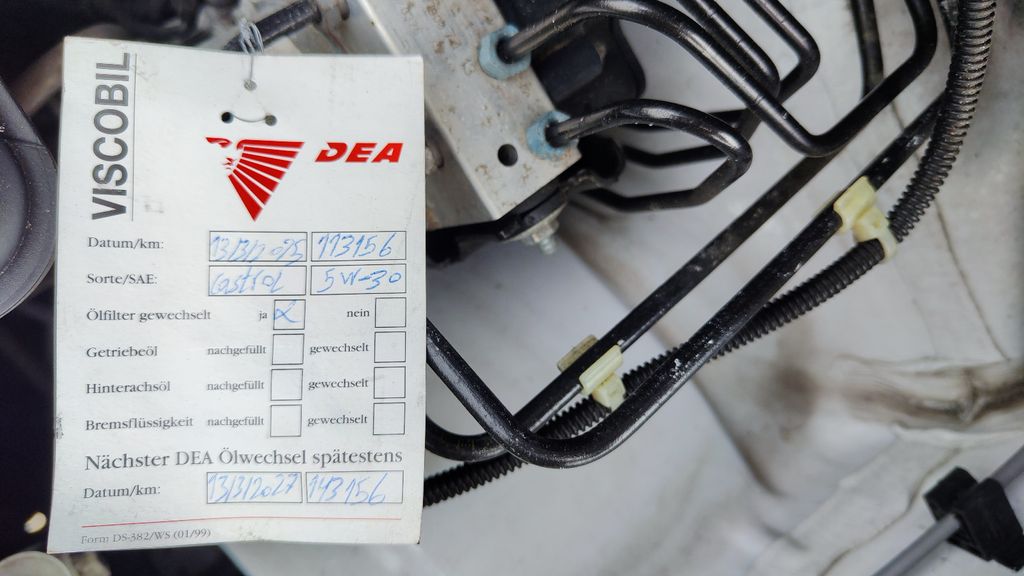 VISCOBIL
DEA
Datum/km: 13/3/2025 113156
Sorte/SAE: Castrol 5W-30
Ölfilter gewechselt ja X nein
Getriebeöl nachgefüllt gewechselt
Hinterachsöl nachgefüllt gewechselt
Bremsflüssigkeit nachgefüllt gewechselt
Nächster DEA Ölwechsel spätestens
Datum/km: 13/3/2027 143156
Form DS-382/WS (01/99)